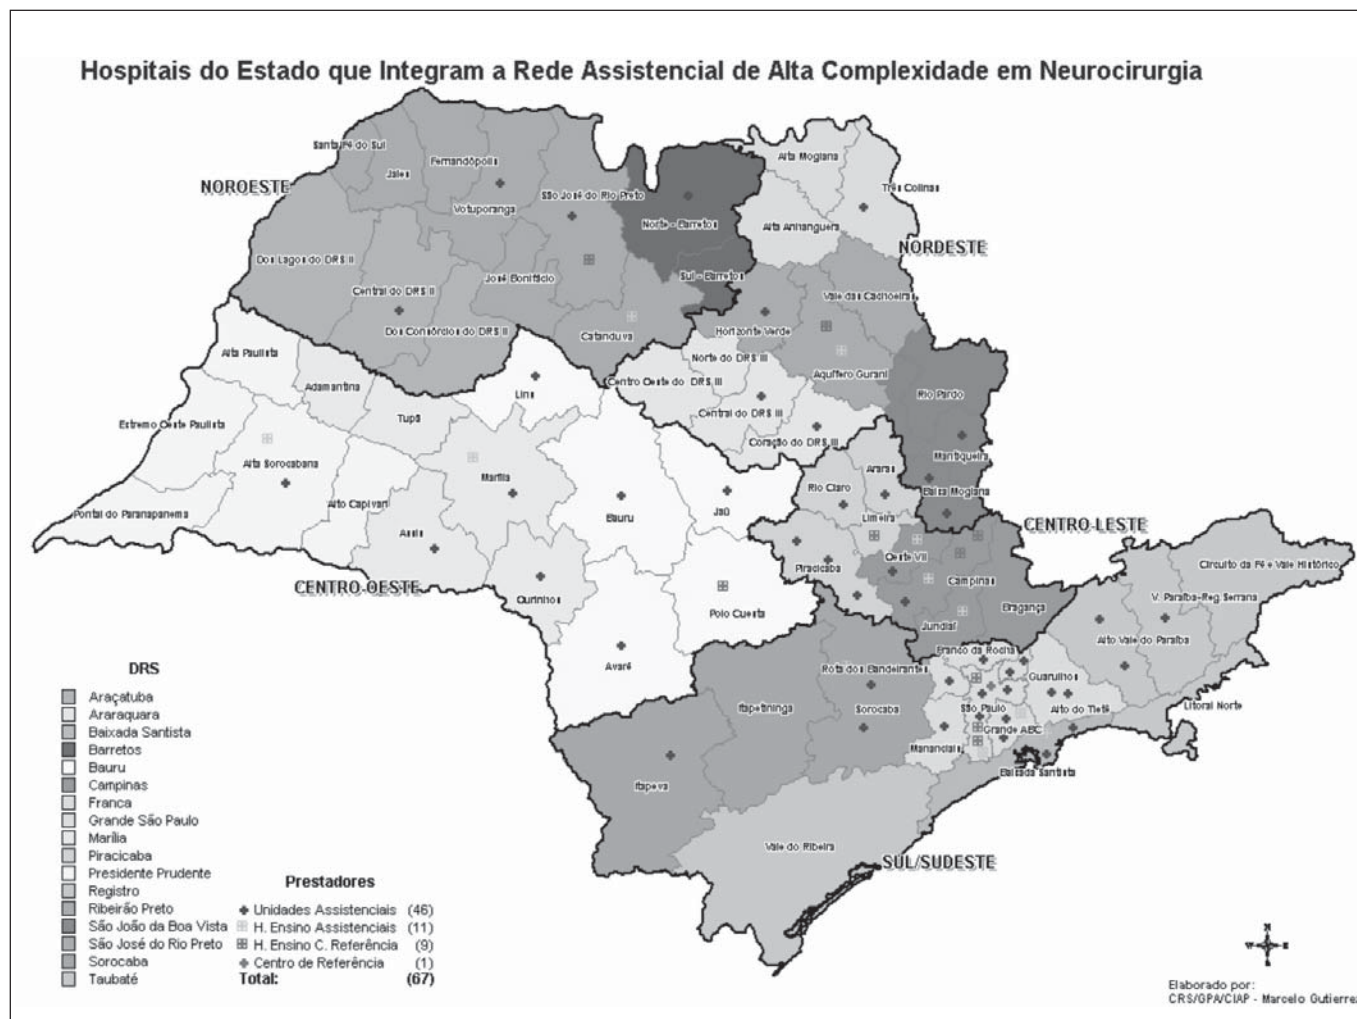 Hospitais do Estado que Integram a Rede Assistencial de Alta Complexidade em Neurocirurgia
Santa Fé do Sul
Jales
Fernandópolis
Votuporanga
São José do Rio Preto
NOROESTE
Norte - Barretos
Sul - Barretos
Alta Mogiana
Três Colinas
Alta Anhanguera
NORDESTE
Dos Lagos do DRS II
Central do DRS II
Dos Consórcios do DRS II
José Bonifácio
Catanduva
Horizonte Verde
Vale das Cachoeiras
Aquífero Gurani
Norte do DRS III
Centro Oeste do DRS III
Central do DRS III
Coração do DRS III
Rio Pardo
Mantiqueira
Baixa Mogiana
Alta Paulista
Adamantina
Tupã
Lins
Extremo Oeste Paulista
Alta Sorocabana
Marília
Bauru
Jaú
Alto Capivari
Pontal do Paranapanema
Assis
Ourinhos
CENTRO-OESTE
Araras
Rio Claro
Limeira
Piracicaba
Oeste VII
Campinas
Bragança
Jundiaí
CENTRO-LESTE
Circuito da Fé e Vale Histórico
V. Paraíba-Reg. Serrana
Alto Vale do Paraíba
Litoral Norte
Polo Cuesta
Avaré
Franco da Rocha
Guarulhos
Rota dos Bandeirantes
São Paulo
Alto do Tietê
Grande ABC
Mananciais
Itapetininga
Sorocaba
Itapeva
Baixada Santista
Vale do Ribeira
SUL/SUDESTE
DRS
Araçatuba
Araraquara
Baixada Santista
Barretos
Bauru
Campinas
Franca
Grande São Paulo
Marília
Piracicaba
Presidente Prudente
Registro
Ribeirão Preto
São João da Boa Vista
São José do Rio Preto
Sorocaba
Taubaté
Prestadores
Unidades Assistenciais (46)
H. Ensino Assistenciais (11)
H. Ensino C. Referência (9)
Centro de Referência (1)
Total: (67)
N
W E
S
Elaborado por:
CRS/GPA/CIAP - Marcelo Gutierrez